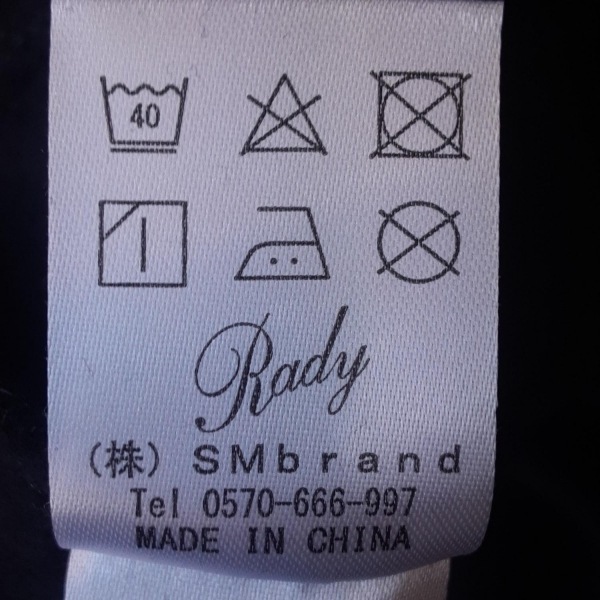 40
Rady
（株）ＳＭｂｒａｎｄ
Tel 0570-666-997
MADE IN CHINA